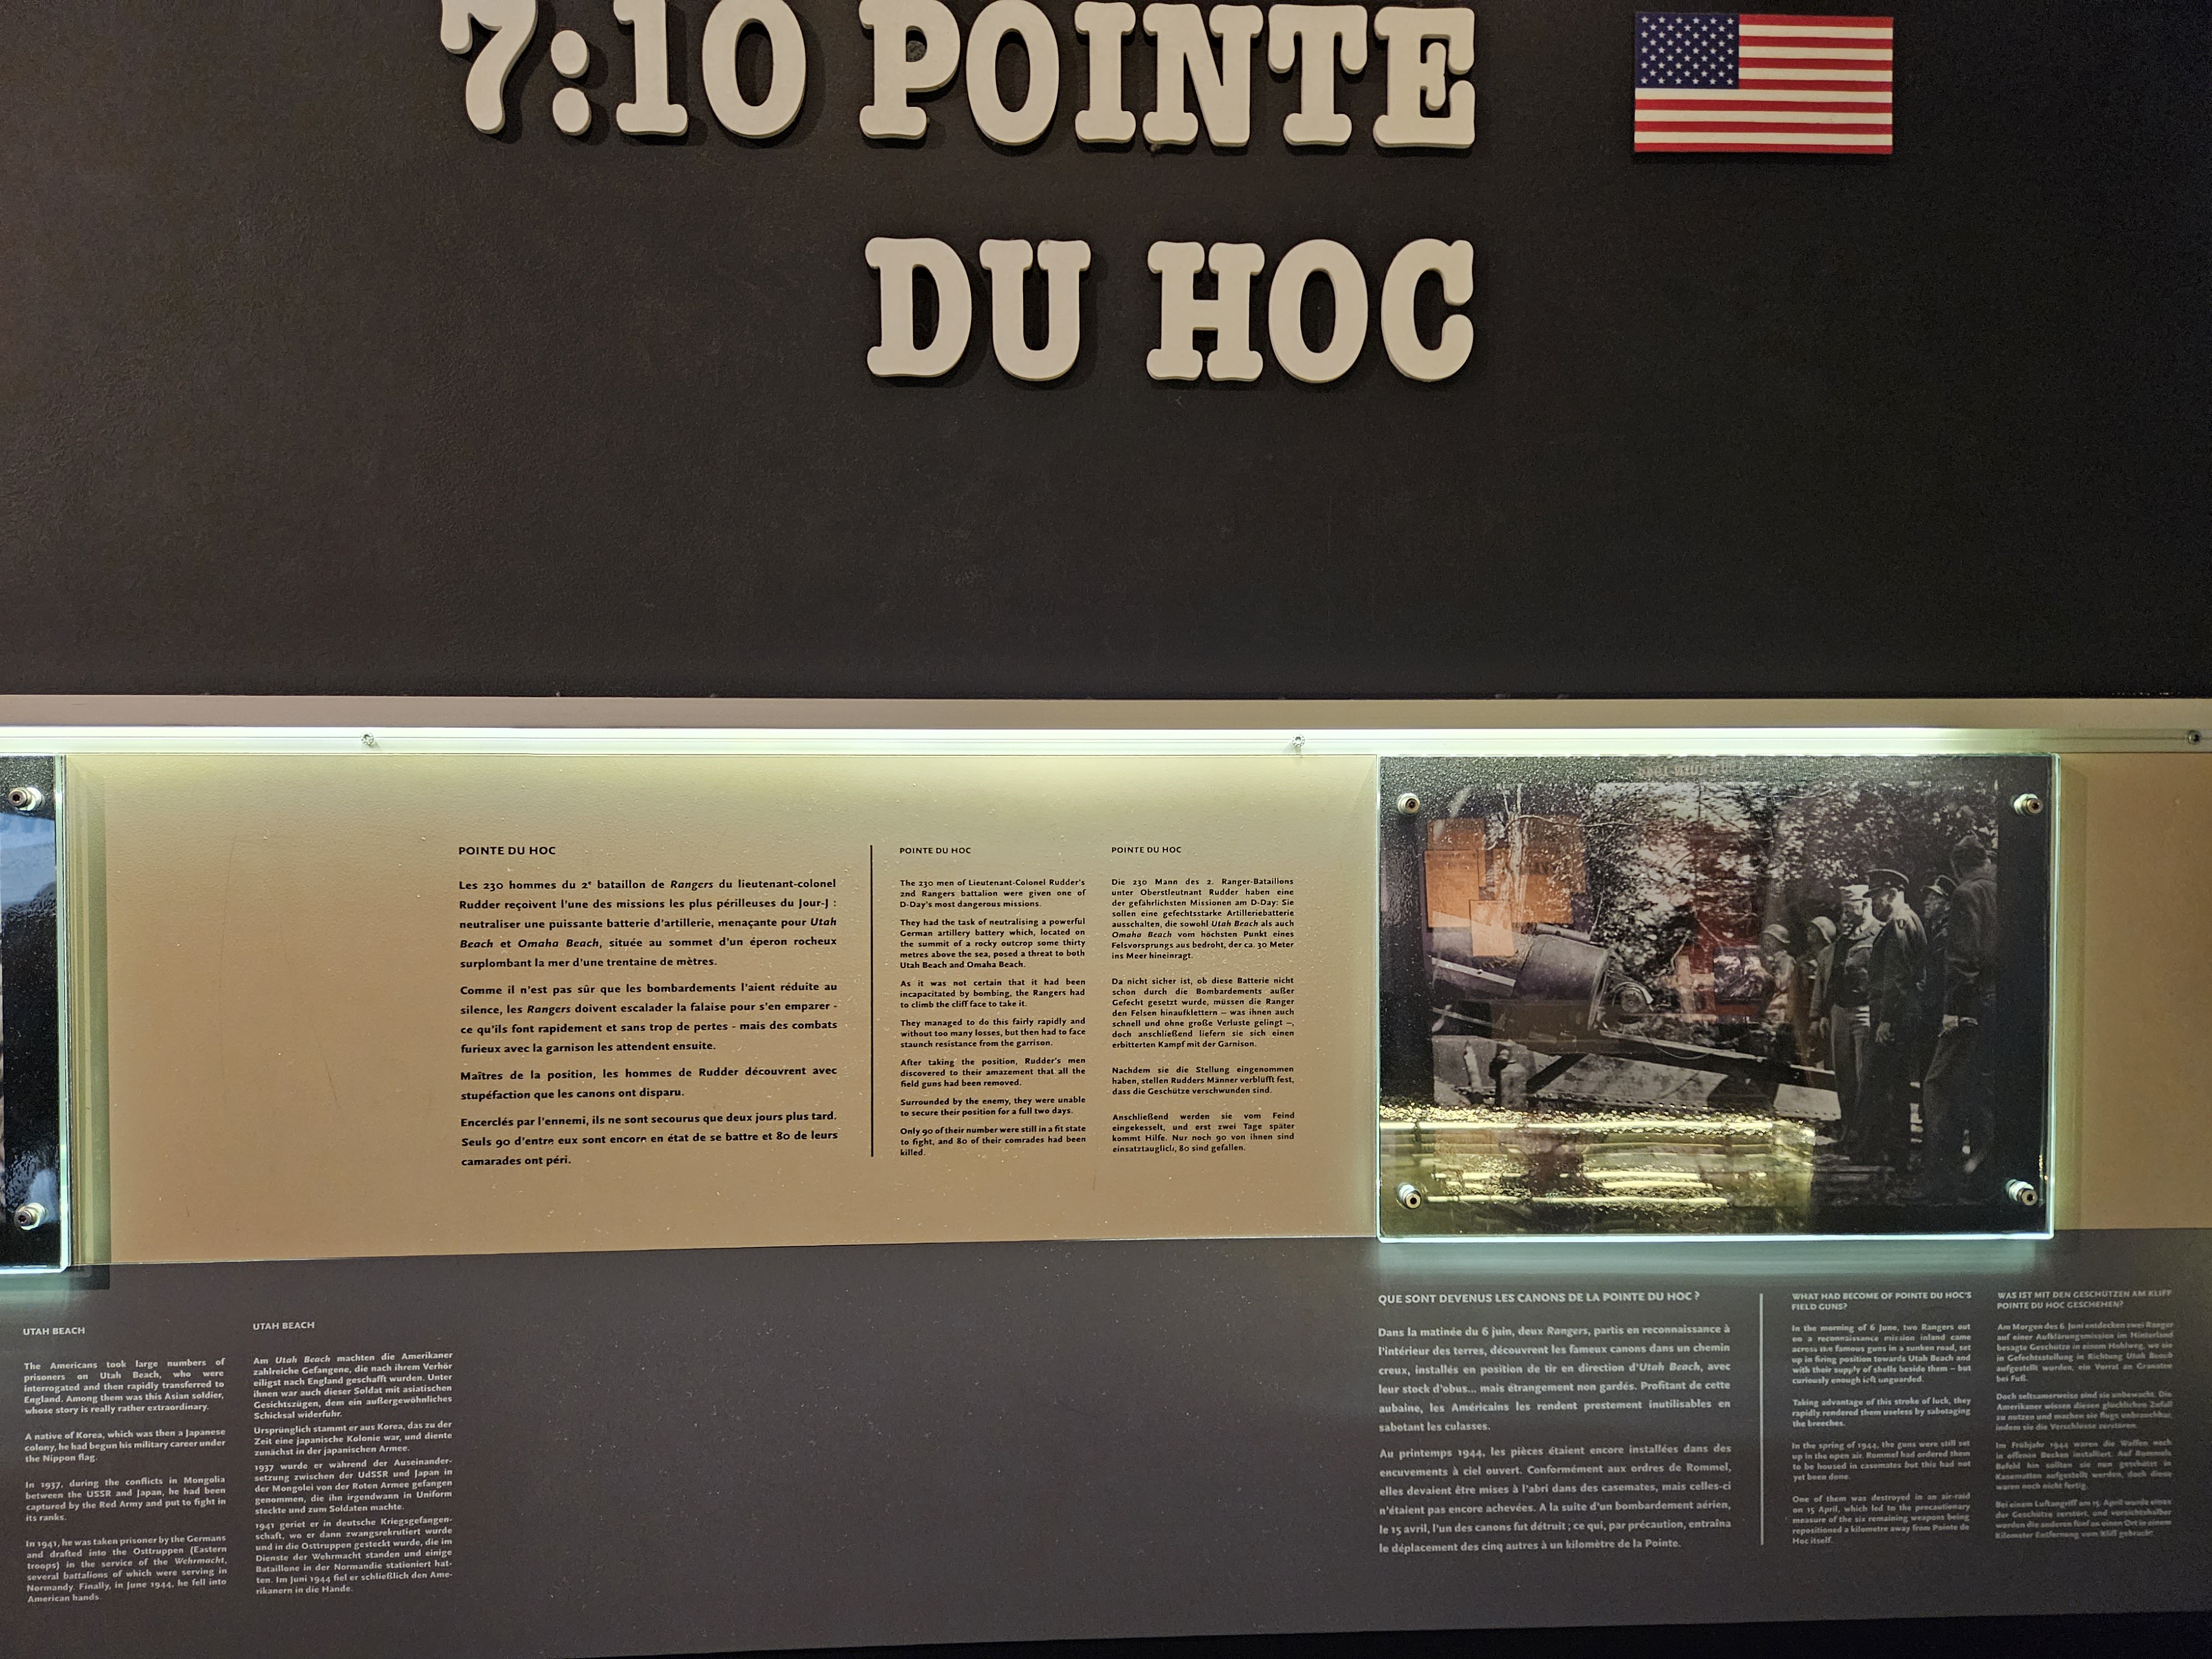 7:10 POINTE
DU HOC
POINTE DU HOC
Les 230 hommes du 2e bataillon de Rangers du lieutenant-colonel
Rudder reçoivent l'une des missions les plus périlleuses du Jour-J :
neutraliser une puissante batterie d'artillerie, menaçante pour Utah
Beach et Omaha Beach, située au sommet d'un éperon rocheux
surplombant la mer d'une trentaine de mètres.
Comme il n'est pas sûr que les bombardements l'aient réduite au
silence, les Rangers doivent escalader la falaise pour s'en emparer -
ce qu'ils font rapidement et sans trop de pertes - mais des combats
furieux avec la garnison les attendent ensuite.
Maîtres de la position, les hommes de Rudder découvrent avec
stupéfaction que les canons ont disparu.
Encerclés par l'ennemi, ils ne sont secourus que deux jours plus tard.
Seuls 90 d'entre eux sont encore en état de se battre et 80 de leurs
camarades ont péri.
POINTE DU HOC
The 230 men of Lieutenant-Colonel Rudder's
2nd Rangers battalion were given one of
D-Day's most dangerous missions.
They had the task of neutralising a powerful
German artillery battery which, located on
the summit of a rocky outcrop some thirty
metres above the sea, posed a threat to both
Utah Beach and Omaha Beach.
As it was not certain that it had been
incapacitated by bombing, the Rangers had
to climb the cliff face to take it.
They managed to do this fairly rapidly and
without too many losses, but then had to face
staunch resistance from the garrison.
After taking the position, Rudder's men
discovered to their amazement that all the
field guns had been removed.
Surrounded by the enemy, they were unable
to secure their position for a full two days.
Only 90 of their number were still in a fit state
to fight, and 80 of their comrades had been
killed.
POINTE DU HOC
Die 230 Mann des 2. Ranger-Bataillons
unter Oberstleutnant Rudder haben eine
der gefährlichsten Missionen am D-Day: Sie
sollen eine gefechtsstarke Artilleriebatterie
ausschalten, die sowohl Utah Beach als auch
Omaha Beach vom höchsten Punkt eines
Felsvorsprungs aus bedroht, der ca. 30 Meter
ins Meer hineinragt.
Da nicht sicher ist, ob diese Batterie nicht
schon durch die Bombardements außer
Gefecht gesetzt wurde, müssen die Ranger
den Felsen hinaufklettern – was ihnen auch
schnell und ohne große Verluste gelingt –,
doch anschließend liefern sie sich einen
erbitterten Kampf mit der Garnison.
Nachdem sie die Stellung eingenommen
haben, stellen Rudders Männer verblüfft fest,
dass die Geschütze verschwunden sind.
Anschließend werden sie vom Feind
eingekesselt, und erst zwei Tage später
kommt Hilfe. Nur noch 90 von ihnen sind
einsatztauglich, 80 sind gefallen.
UTAH BEACH
The Americans took large numbers of
prisoners on Utah Beach, who were
interrogated and then rapidly transferred to
England. Among them was this Asian soldier,
whose story is really rather extraordinary.
A native of Korea, which was then a Japanese
colony, he had begun his military career under
the Nippon flag.
In 1937, during the conflicts in Mongolia
between the USSR and Japan, he had been
captured by the Red Army and put to fight in
its ranks.
In 1941, he was taken prisoner by the Germans
and drafted into the Osttruppen (Eastern
troops) in the service of the Wehrmacht,
several battalions of which were serving in
Normandy. Finally, in June 1944, he fell into
American hands.
UTAH BEACH
Am Utah Beach machten die Amerikaner
zahlreiche Gefangene, die nach ihrem Verhör
eiligst nach England geschafft wurden. Unter
ihnen war auch dieser Soldat mit asiatischen
Gesichtszügen, dem ein außergewöhnliches
Schicksal widerfuhr.
Ursprünglich stammt er aus Korea, das zu der
Zeit eine japanische Kolonie war, und diente
zunächst in der japanischen Armee.
1937 wurde er während der Auseinander-
setzung zwischen der UdSSR und Japan in
der Mongolei von der Roten Armee gefangen
genommen, die ihn irgendwann in Uniform
steckte und zum Soldaten machte.
1941 geriet er in deutsche Kriegsgefangen-
schaft, wo er dann zwangsrekrutiert wurde
und in die Osttruppen gesteckt wurde, die im
Dienste der Wehrmacht standen und einige
Bataillone in der Normandie stationiert hat-
ten. Im Juni 1944 fiel er schließlich den Ame-
rikanern in die Hände.
QUE SONT DEVENUS LES CANONS DE LA POINTE DU HOC ?
Dans la matinée du 6 juin, deux Rangers, partis en reconnaissance à
l'intérieur des terres, découvrent les fameux canons dans un chemin
creux, installés en position de tir en direction d'Utah Beach, avec
leur stock d'obus... mais étrangement non gardés. Profitant de cette
aubaine, les Américains les rendent prestement inutilisables en
sabotant les culasses.
Au printemps 1944, les pièces étaient encore installées dans des
encuvements à ciel ouvert. Conformément aux ordres de Rommel,
elles devaient être mises à l'abri dans des casemates, mais celles-ci
n'étaient pas encore achevées. A la suite d'un bombardement aérien,
le 15 avril, l'un des canons fut détruit ; ce qui, par précaution, entraîna
le déplacement des cinq autres à un kilomètre de la Pointe.
WHAT HAD BECOME OF POINTE DU HOC'S
FIELD GUNS?
In the morning of 6 June, two Rangers out
on a reconnaissance mission inland came
across the famous guns in a sunken road, set
up in firing position towards Utah Beach and
with their supply of shells beside them – but
curiously enough left unguarded.
Taking advantage of this stroke of luck, they
rapidly rendered them useless by sabotaging
the breeches.
In the spring of 1944, the guns were still set
up in the open air. Rommel had ordered them
to be housed in casemates but this had not
yet been done.
One of them was destroyed in an air-raid
on 15 April, which led to the precautionary
measure of the six remaining weapons being
repositioned a kilometre away from Pointe de
Hoc itself.
WAS IST MIT DEN GESCHÜTZEN AM KLIFF
POINTE DU HOC GESCHEHEN?
Am Morgen des 6. Juni entdecken zwei Ranger
auf einer Aufklärungsmission im Hinterland
besagte Geschütze in einem Hohlweg, wo sie
in Gefechtsstellung in Richtung Utah Beach
aufgestellt wurden, ein Vorrat an Granaten
bei Fuß.
Doch seltsamerweise sind sie unbewacht. Die
Amerikaner wissen diesen glücklichen Zufall
zu nutzen und machen sie flugs unbrauchbar,
indem sie die Verschlüsse zerstören.
Im Frühjahr 1944 waren die Waffen noch
in offenen Becken installiert. Auf Rommels
Befehl hin sollten sie nun geschützt in
Kasematten aufgestellt werden, doch diese
waren noch nicht fertig.
Bei einem Luftangriff am 15. April wurde eines
der Geschütze zerstört, und vorsichtshalber
wurden die anderen fünf an einen Ort in einem
Kilometer Entfernung vom Kliff gebracht.